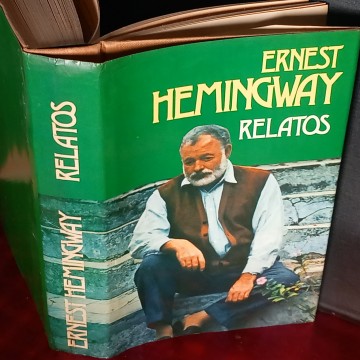 ERNEST
HEMINGWAY
RELATOS
ERNEST HEMINGWAY RELATOS